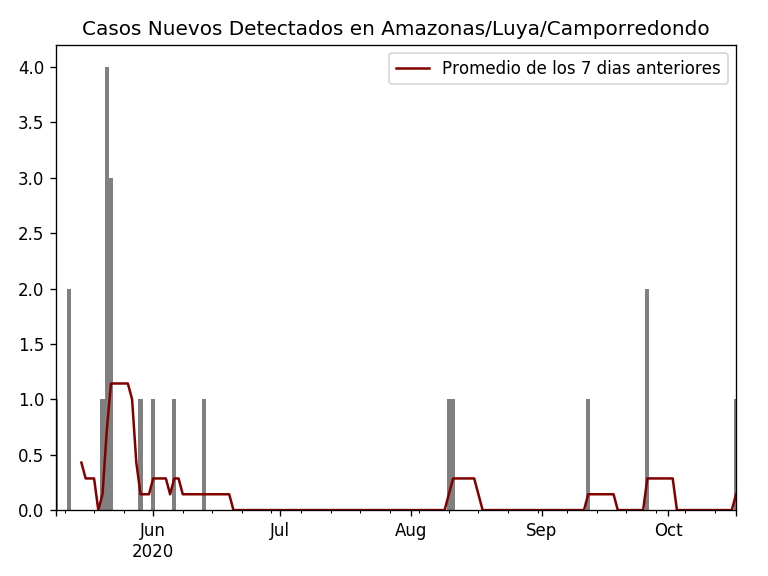 Casos Nuevos Detectados en Amazonas/Luya/Camporredondo
Promedio de los 7 dias anteriores
4.0
3.5
3.0
2.5
2.0
1.5
1.0
0.5
0.0
Jun
2020
Jul
Aug
Sep
Oct